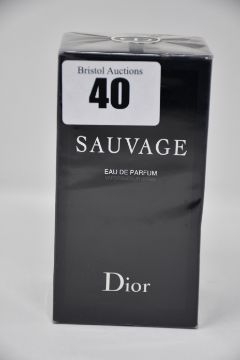 Bristol Auctions
40
SAUVAGE
EAU DE PARFUM
Dior